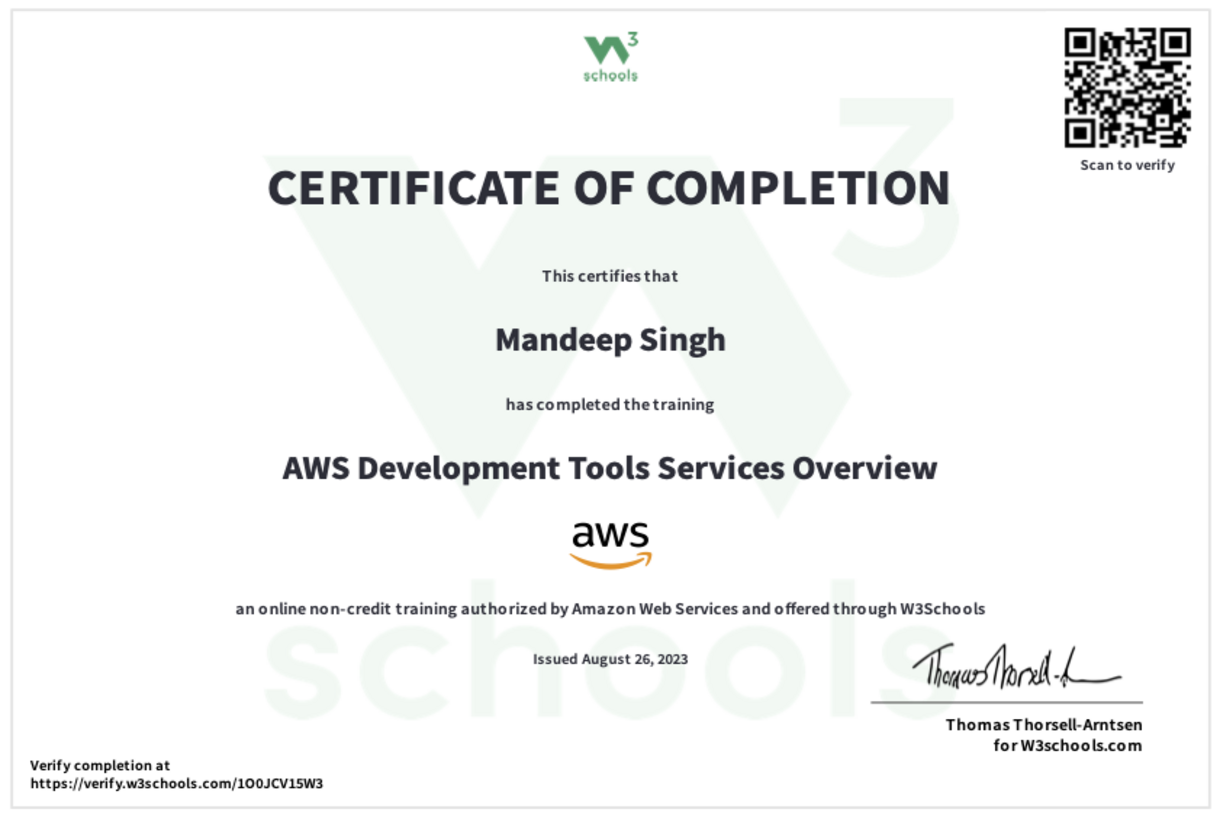 W3
schools
Scan to verify
CERTIFICATE OF COMPLETION
This certifies that
Mandeep Singh
has completed the training
AWS Development Tools Services Overview
aws
an online non-credit training authorized by Amazon Web Services and offered through W3Schools
Issued August 26, 2023
Thomas Thorsell-A
Thomas Thorsell-Arntsen
for W3schools.com
Verify completion at
https://verify.w3schools.com/1O0JCV15W3
W3
schools